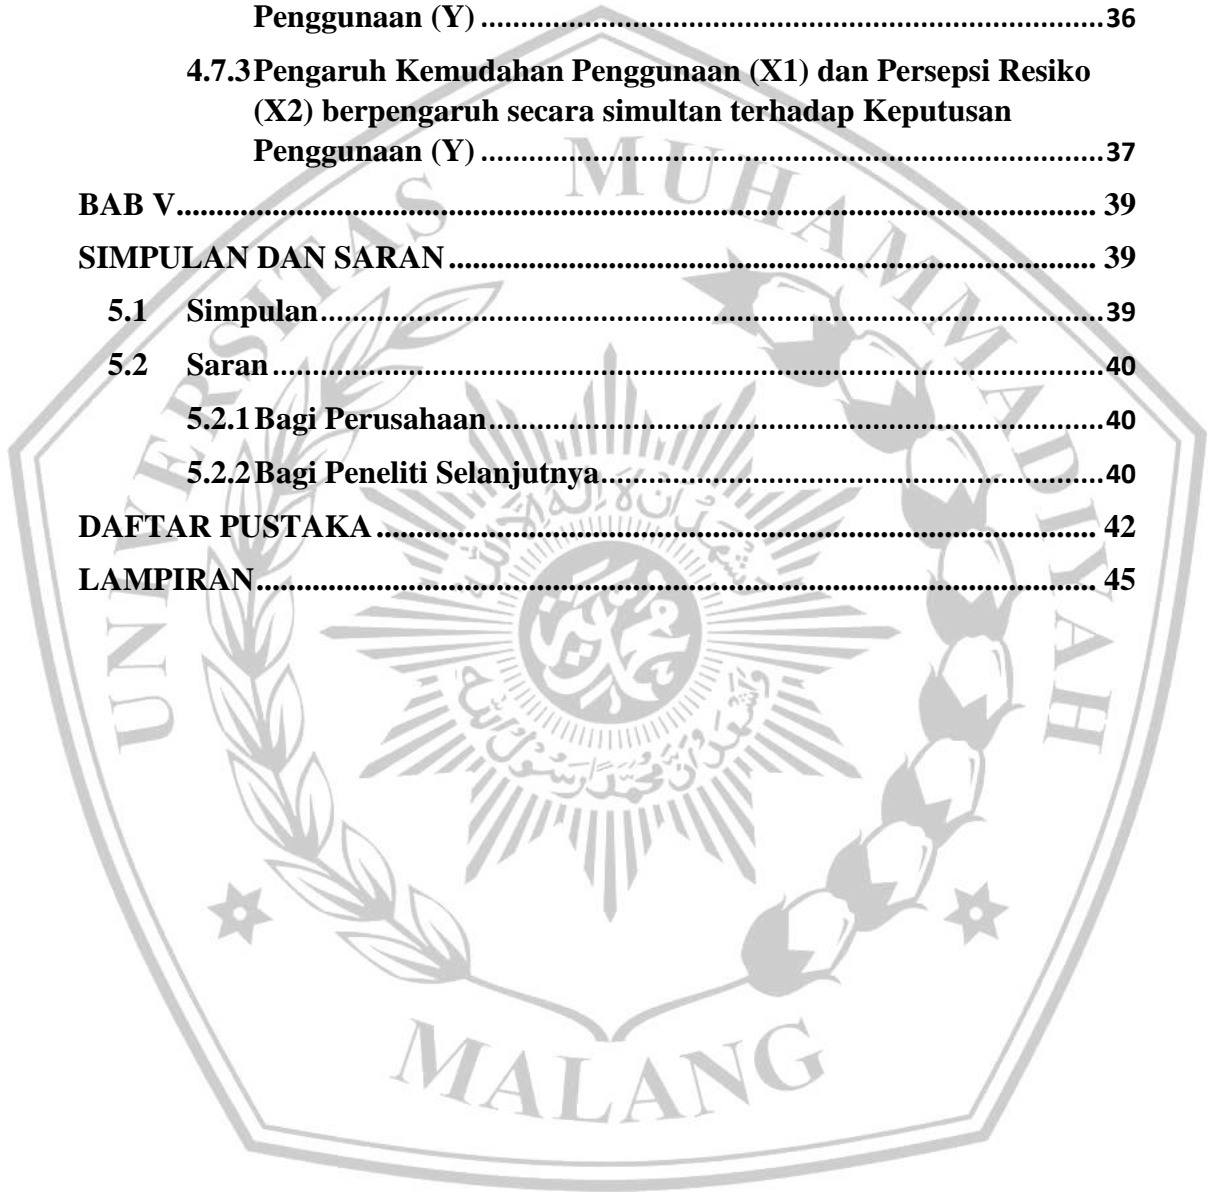 Penggunaan (Y) ............................................................................... 36
4.7.3 Pengaruh Kemudahan Penggunaan (X1) dan Persepsi Resiko
(X2) berpengaruh secara simultan terhadap Keputusan
Penggunaan (Y) ............................................................................... 37
BAB V.................................................................................................................. 39
SIMPULAN DAN SARAN ................................................................................. 39
5.1 Simpulan................................................................................................... 39
5.2 Saran ......................................................................................................... 40
5.2.1 Bagi Perusahaan.............................................................................. 40
5.2.2 Bagi Peneliti Selanjutnya................................................................ 40
DAFTAR PUSTAKA .......................................................................................... 42
LAMPIRAN......................................................................................................... 45
UNIVERSITAS MUHAMMADIYAH
MALANG